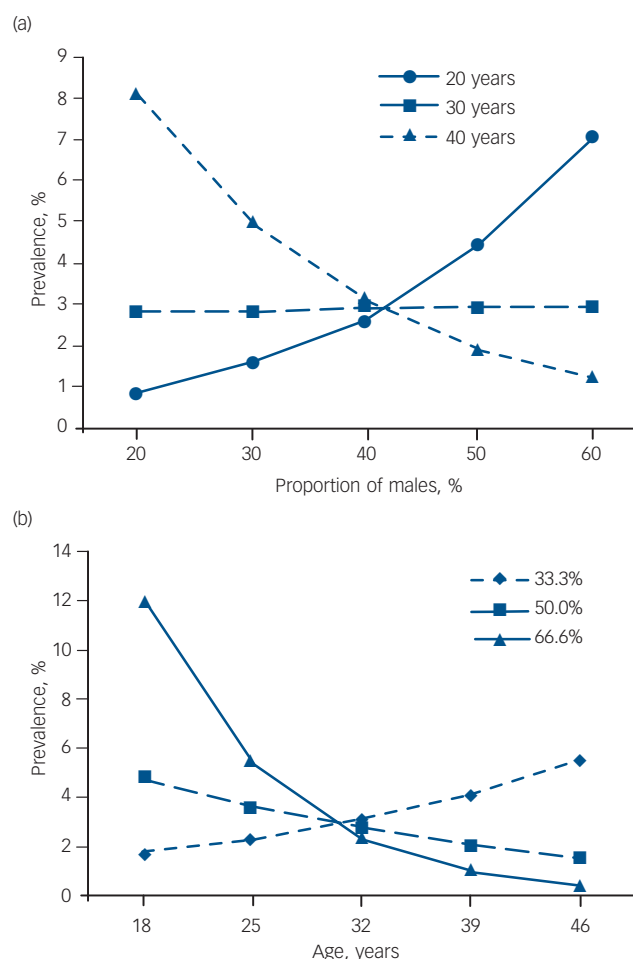 (a)
9
8
7
6
5
4
3
2
1
0
Prevalence, %
20 years
30 years
40 years
20 30 40 50 60
Proportion of males, %
(b)
14
12
10
8
6
4
2
0
Prevalence, %
33.3%
50.0%
66.6%
18 25 32 39 46
Age, years